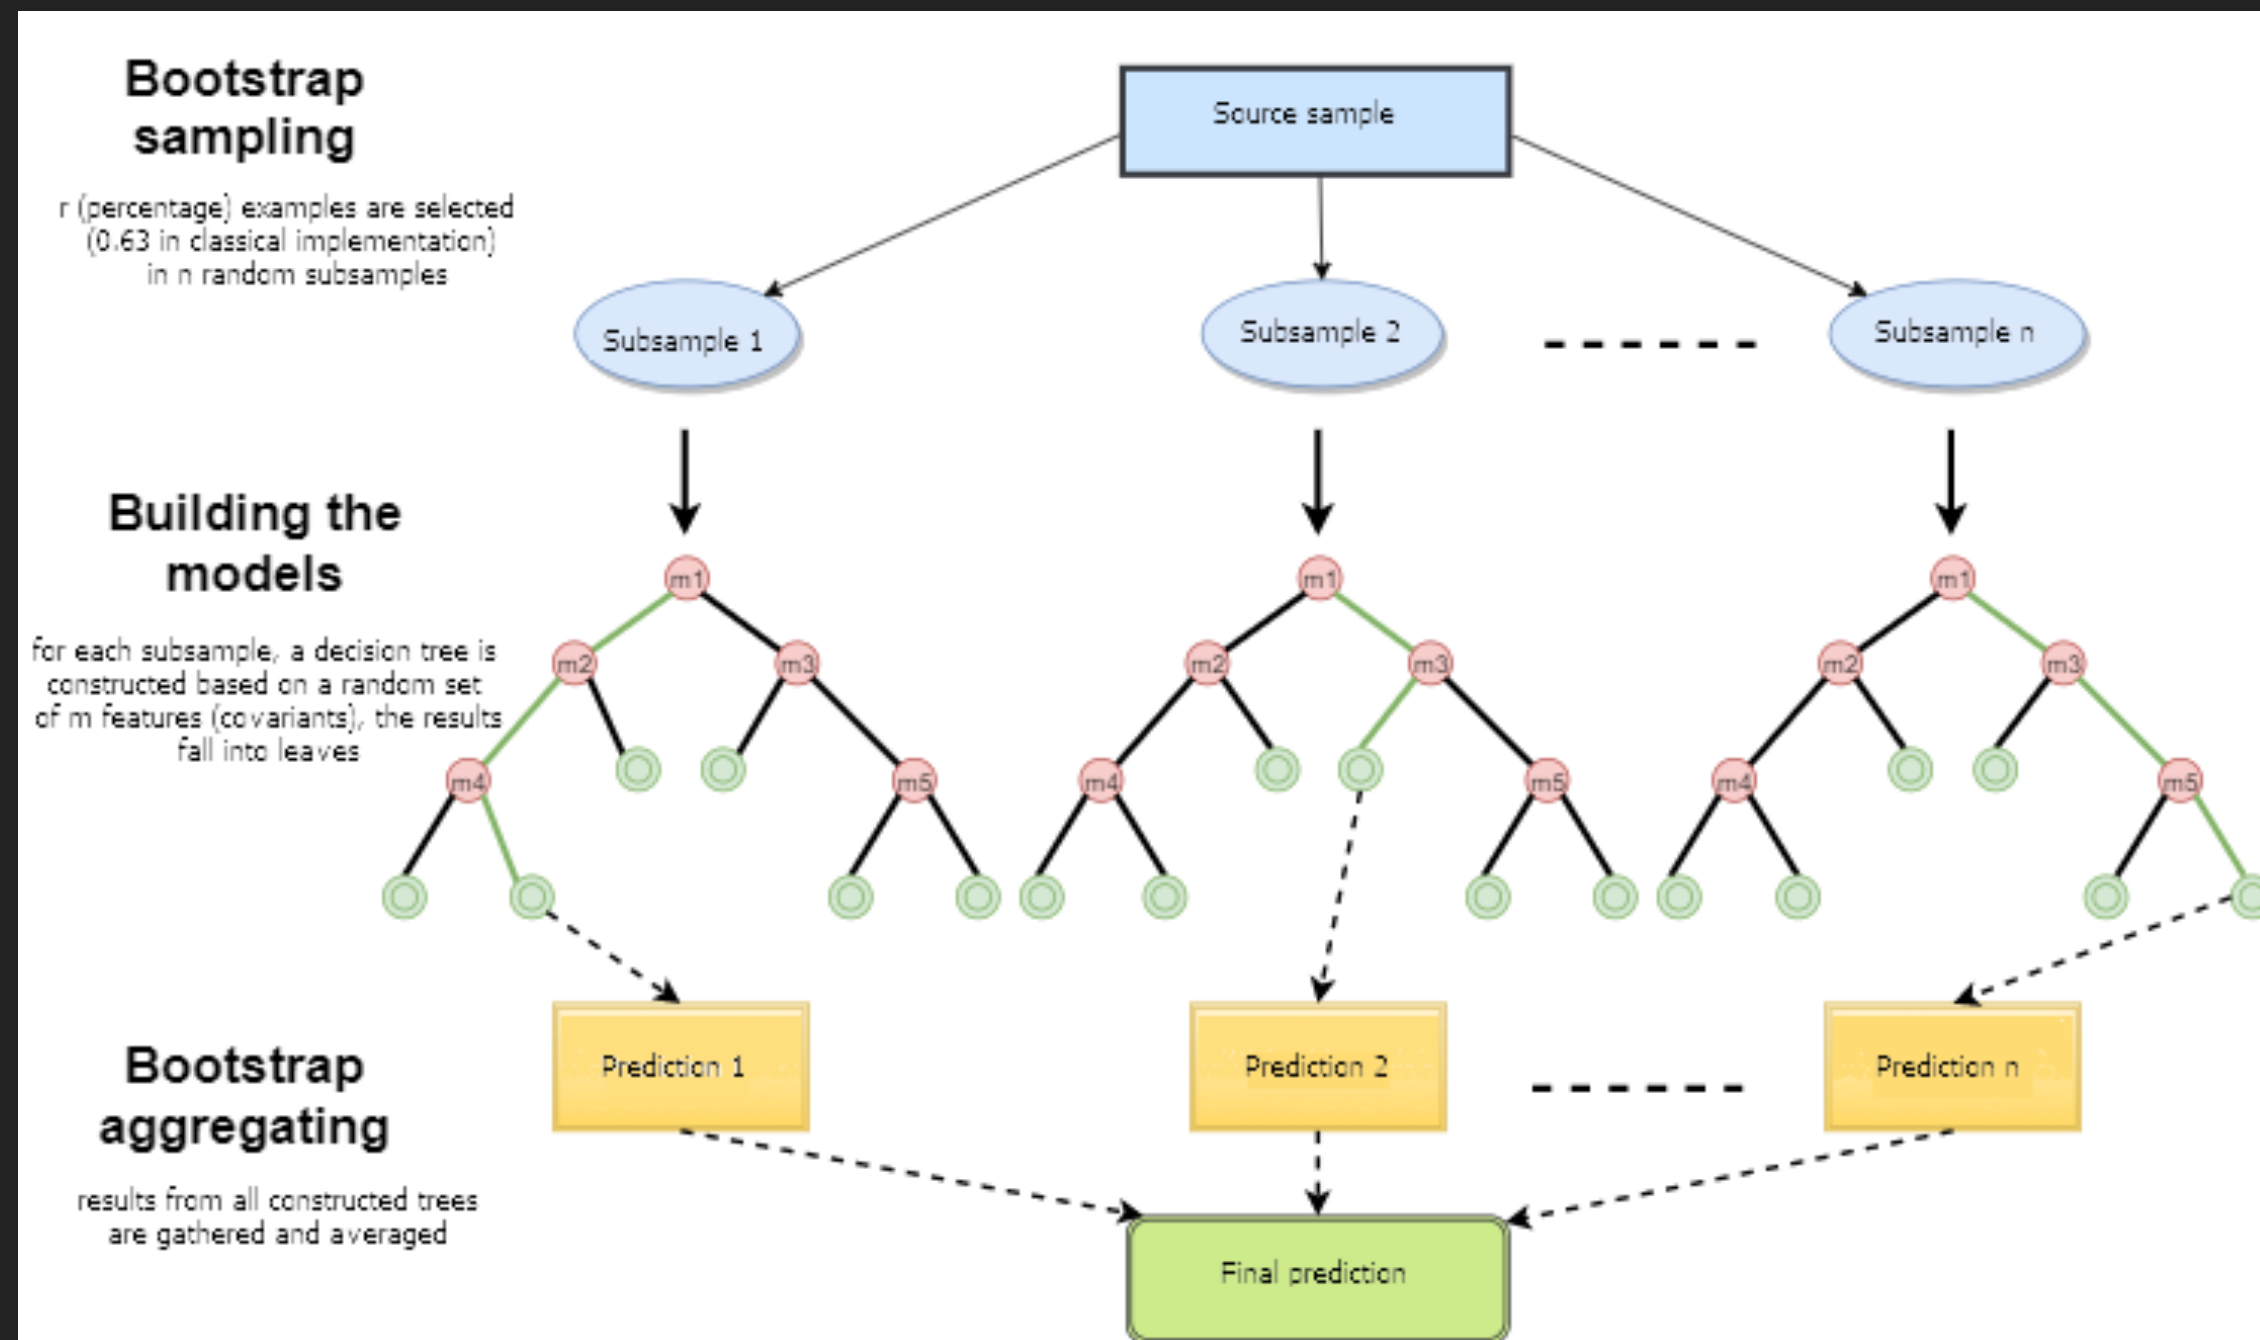 Bootstrap
sampling
r (percentage) examples are selected
(0.63 in classical implementation)
in n random subsamples
Source sample
Subsample 1
Subsample 2
Subsample n
Building the
models
for each subsample, a decision tree is
constructed based on a random set
of m features (covariants), the results
fall into leaves
m1
m2
m3
m4
m5
m1
m2
m3
m4
m5
m1
m2
m3
m4
m5
Bootstrap
aggregating
results from all constructed trees
are gathered and averaged
Prediction 1
Prediction 2
Prediction n
Final prediction